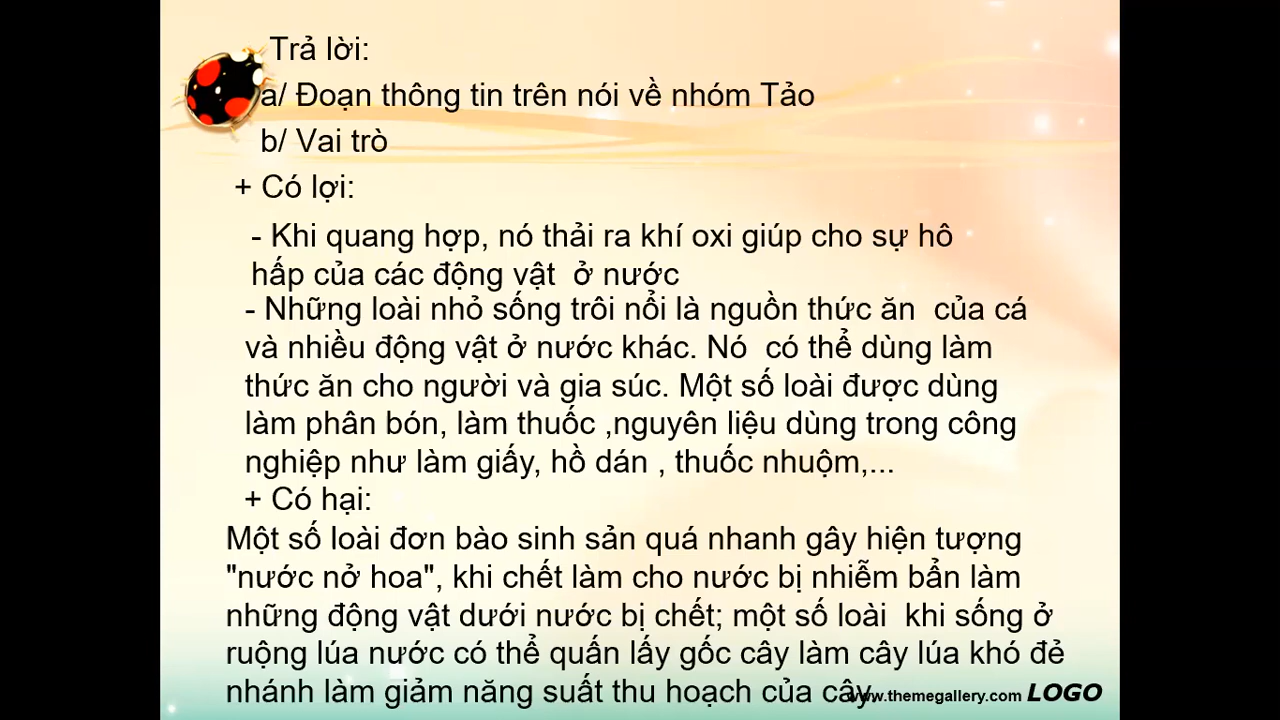 Trả lời:
a/ Đoạn thông tin trên nói về nhóm Tảo
b/ Vai trò
+ Có lợi:
- Khi quang hợp, nó thải ra khí oxi giúp cho sự hô
hấp của các động vật ở nước
- Những loài nhỏ sống trôi nổi là nguồn thức ăn của cá
và nhiều động vật ở nước khác. Nó có thể dùng làm
thức ăn cho người và gia súc. Một số loài được dùng
làm phân bón, làm thuốc ,nguyên liệu dùng trong công
nghiệp như làm giấy, hồ dán , thuốc nhuộm,...
+ Có hại:
Một số loài đơn bào sinh sản quá nhanh gây hiện tượng
"nước nở hoa", khi chết làm cho nước bị nhiễm bẩn làm
những động vật dưới nước bị chết; một số loài khi sống ở
ruộng lúa nước có thể quấn lấy gốc cây làm cây lúa khó đẻ
nhánh làm giảm năng suất thu hoạch của cây.
www.themegallery.com LOGO